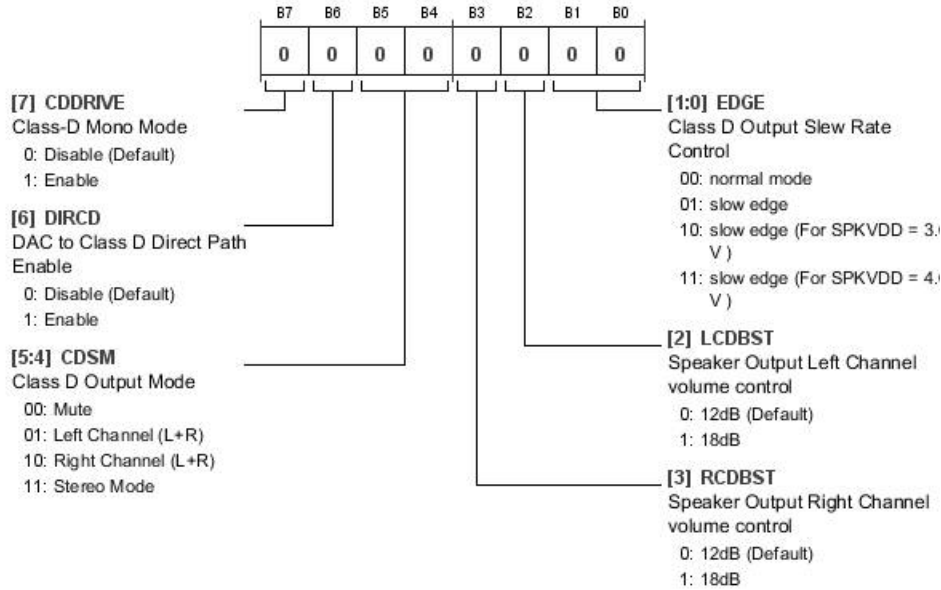 B7 B6 B5 B4 B3 B2 B1 B0
0 0 0 0 0 0 0 0
[7] CDDRIVE
Class-D Mono Mode
0: Disable (Default)
1: Enable
[6] DIRCD
DAC to Class D Direct Path
Enable
0: Disable (Default)
1: Enable
[5:4] CDSM
Class D Output Mode
00: Mute
01: Left Channel (L+R)
10: Right Channel (L+R)
11: Stereo Mode
[1:0] EDGE
Class D Output Slew Rate
Control
00: normal mode
01: slow edge
10: slow edge (For SPKVDD = 3.
V )
11: slow edge (For SPKVDD = 4.
V )
[2] LCDBST
Speaker Output Left Channel
volume control
0: 12dB (Default)
1: 18dB
[3] RCDBST
Speaker Output Right Channel
volume control
0: 12dB (Default)
1: 18dB